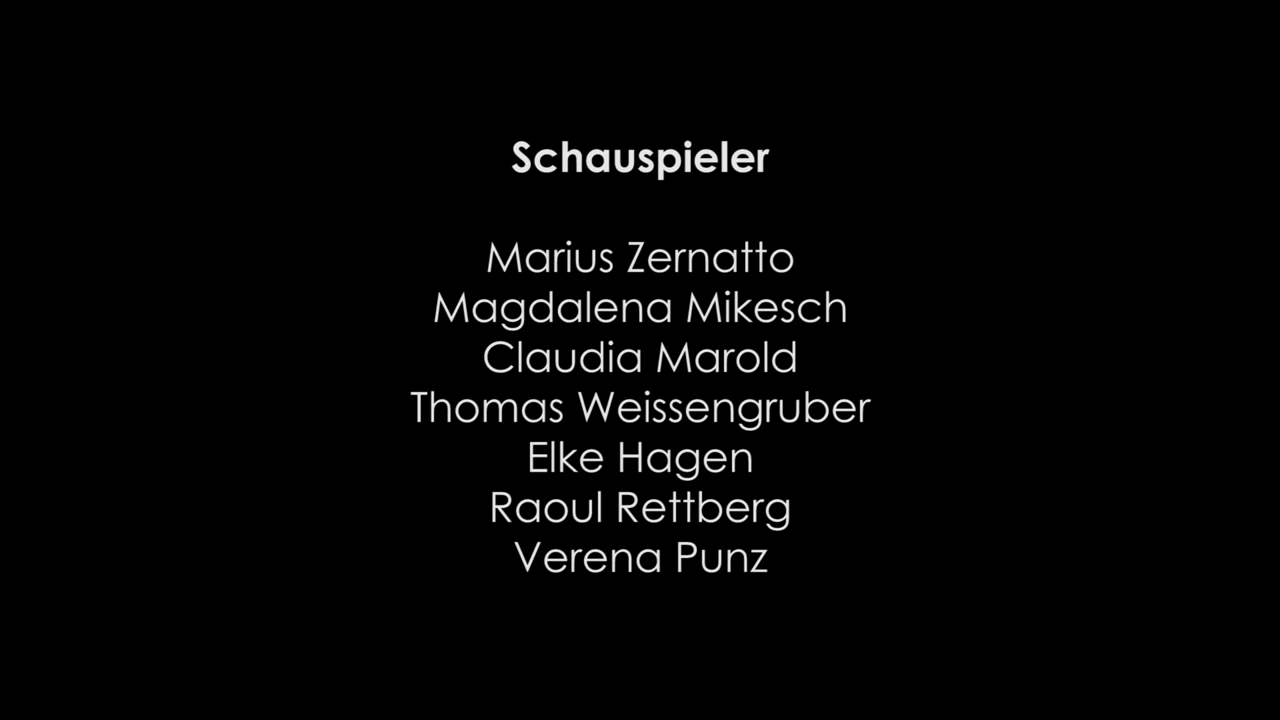 Schauspieler
Marius Zernatto
Magdalena Mikesch
Claudia Marold
Thomas Weissengruber
Elke Hagen
Raoul Rettberg
Verena Punz